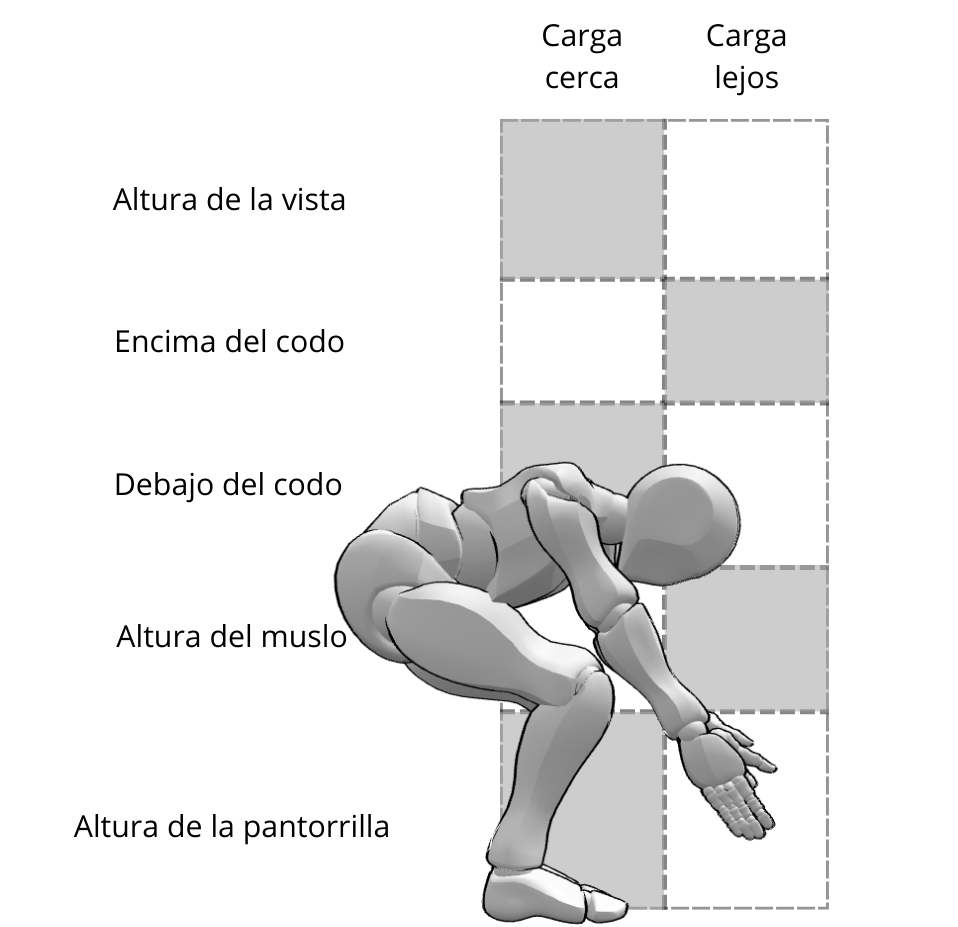 Carga
cerca
Carga
lejos
Altura de la vista
Encima del codo
Debajo del codo
Altura del muslo
Altura de la pantorrilla